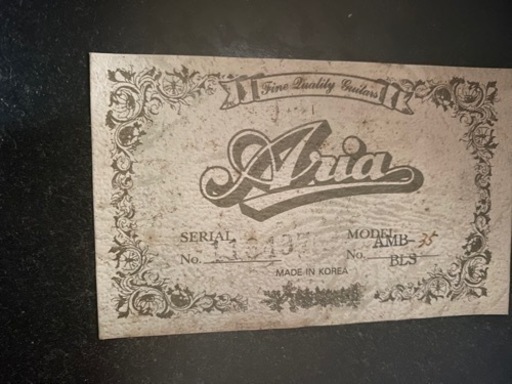 Fine Quality Guitars
Aria
SERIAL
No.
MODEL
No. AMB-35
BLS
MADE IN KOREA